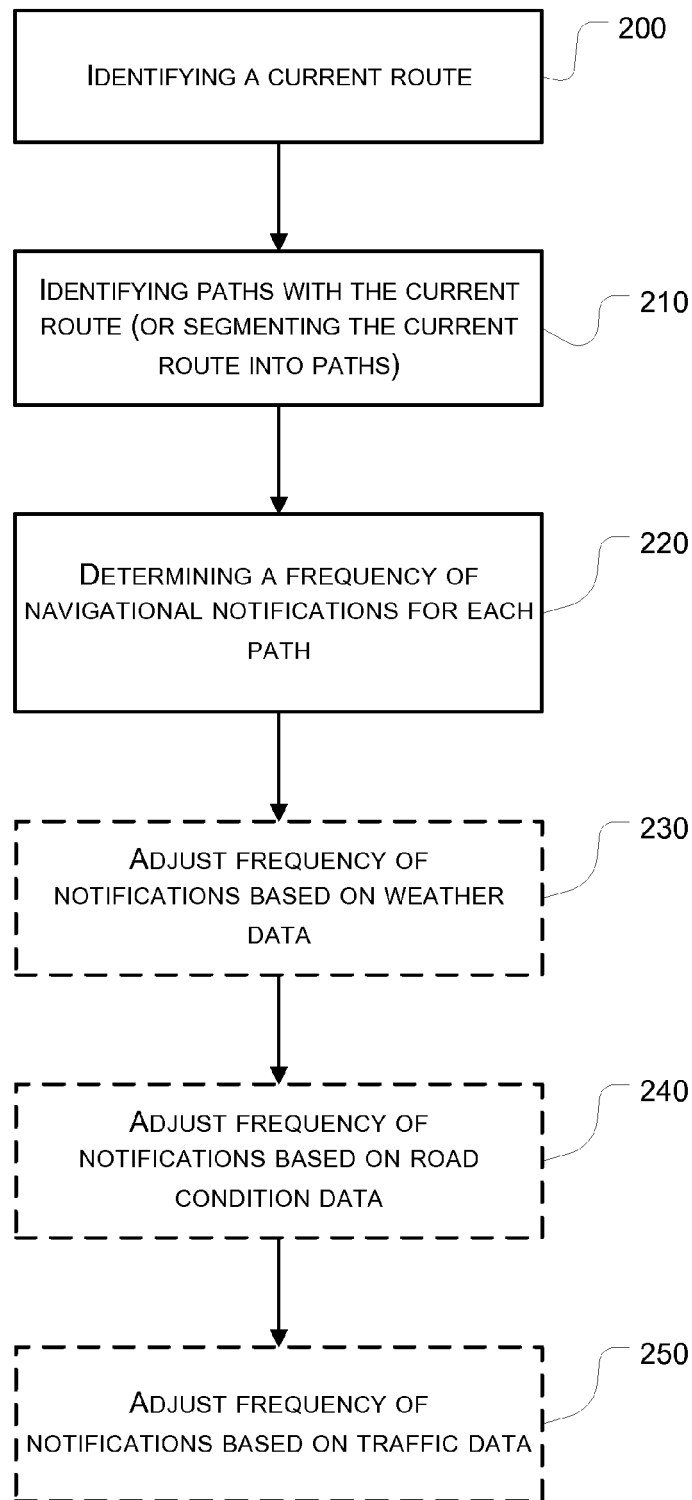 200
IDENTIFYING A CURRENT ROUTE
210
IDENTIFYING PATHS WITH THE CURRENT
ROUTE (OR SEGMENTING THE CURRENT
ROUTE INTO PATHS)
220
DETERMINING A FREQUENCY OF
NAVIGATIONAL NOTIFICATIONS FOR EACH
PATH
230
ADJUST FREQUENCY OF
NOTIFICATIONS BASED ON WEATHER
DATA
240
ADJUST FREQUENCY OF
NOTIFICATIONS BASED ON ROAD
CONDITION DATA
250
ADJUST FREQUENCY OF
NOTIFICATIONS BASED ON TRAFFIC DATA